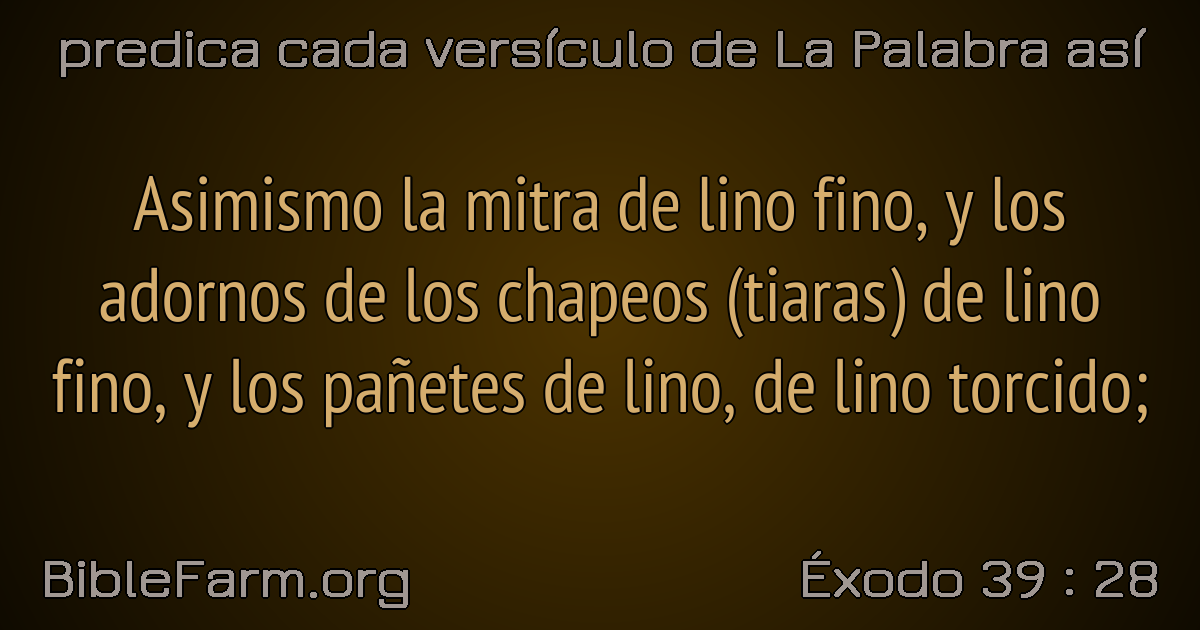 predica cada versículo de La Palabra así
Asimismo la mitra de lino fino, y los
adornos de los chapeos (tiaras) de lino
fino, y los pañetes de lino, de lino torcido;
BibleFarm.org
Éxodo 39 : 28